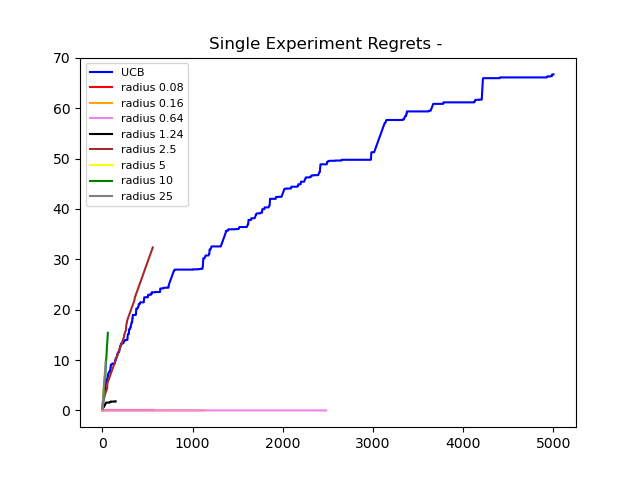 Single Experiment Regrets -
70
60
50
40
30
20
10
0
UCB
radius 0.08
radius 0.16
radius 0.64
radius 1.24
radius 2.5
radius 5
radius 10
radius 25
0 1000 2000 3000 4000 5000